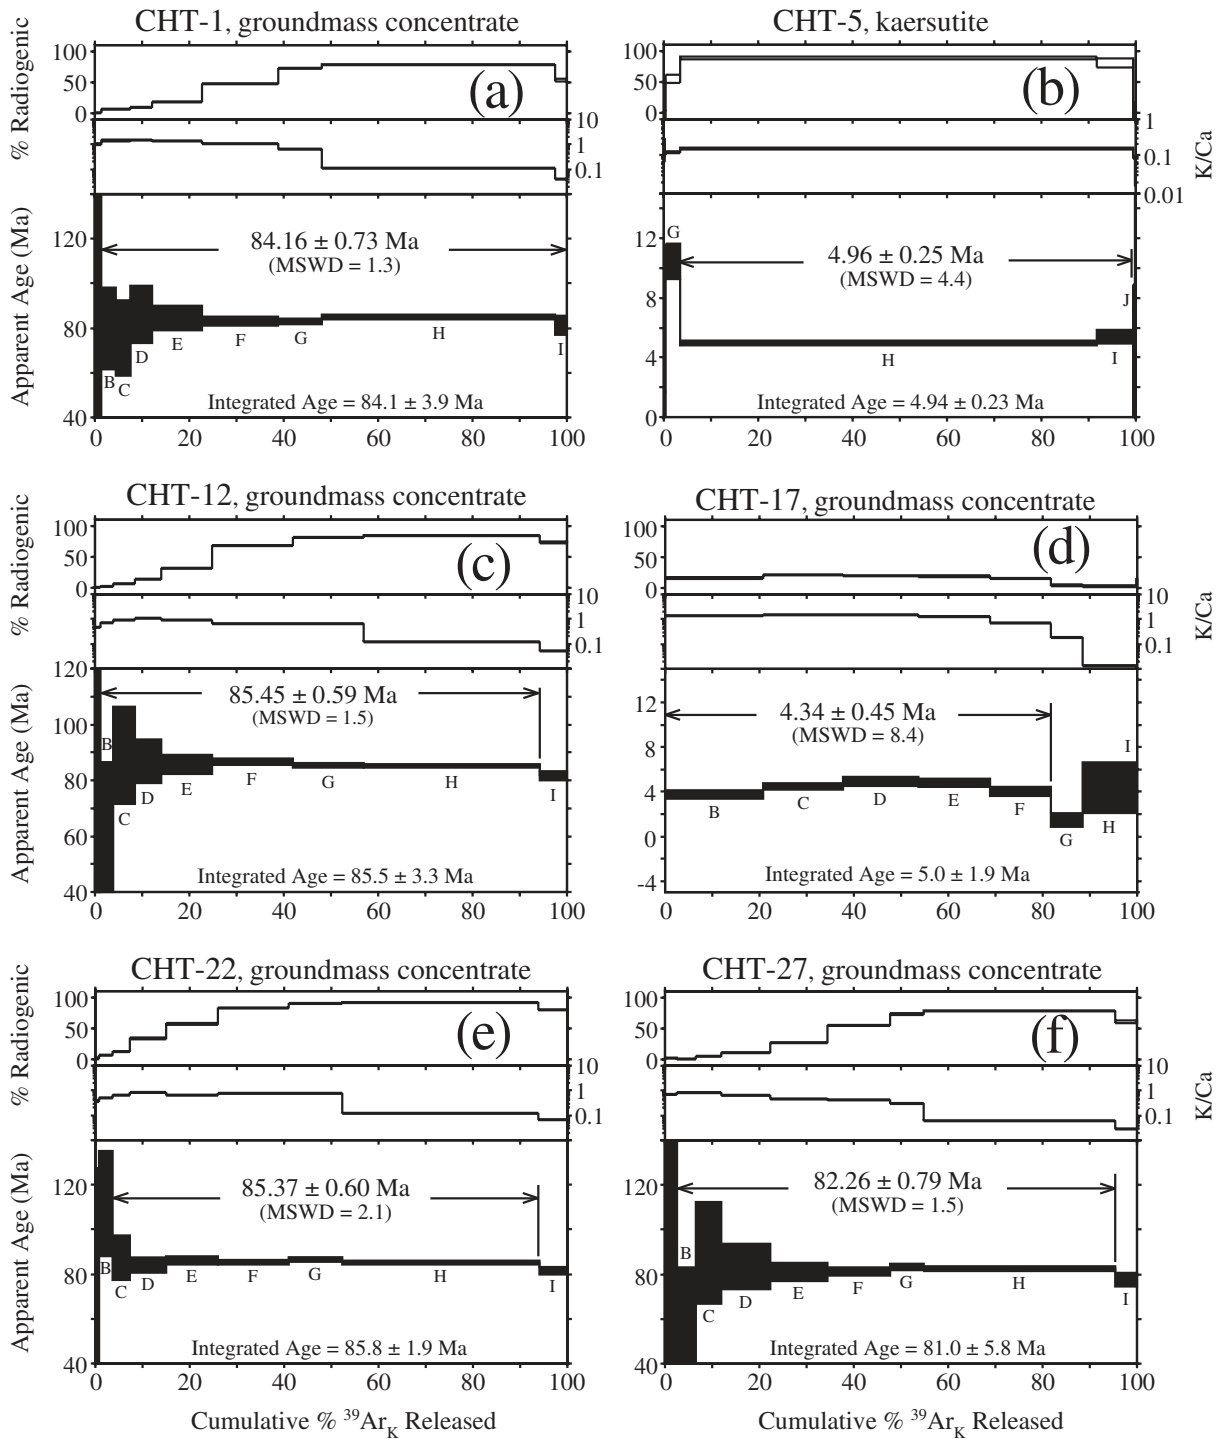 CHT-1, groundmass concentrate
% Radiogenic
100
50
0
(a)
10
1
0.1
Apparent Age (Ma)
120
80
40
84.16 ± 0.73 Ma
(MSWD = 1.3)
B
C
D
E
F
G
H
I
Integrated Age = 84.1 ± 3.9 Ma
0 20 40 60 80 100
CHT-5, kaersutite
100
50
0
(b)
1
0.1
0.01
K/Ca
12
8
4
0
G
4.96 ± 0.25 Ma
(MSWD = 4.4)
J
H
I
Integrated Age = 4.94 ± 0.23 Ma
0 20 40 60 80 100
CHT-12, groundmass concentrate
% Radiogenic
100
50
0
(c)
10
1
0.1
Apparent Age (Ma)
120
100
80
60
40
85.45 ± 0.59 Ma
(MSWD = 1.5)
B
C
D
E
F
G
H
I
Integrated Age = 85.5 ± 3.3 Ma
0 20 40 60 80 100
CHT-17, groundmass concentrate
100
50
0
(d)
10
1
0.1
K/Ca
12
8
4
0
-4
4.34 ± 0.45 Ma
(MSWD = 8.4)
I
B
C
D
E
F
G
H
Integrated Age = 5.0 ± 1.9 Ma
0 20 40 60 80 100
CHT-22, groundmass concentrate
% Radiogenic
100
50
0
(e)
10
1
0.1
Apparent Age (Ma)
120
80
40
85.37 ± 0.60 Ma
(MSWD = 2.1)
B
C
D
E
F
G
H
I
Integrated Age = 85.8 ± 1.9 Ma
0 20 40 60 80 100
Cumulative % ³⁹Ar_K Released
CHT-27, groundmass concentrate
100
50
0
(f)
10
1
0.1
K/Ca
120
80
40
82.26 ± 0.79 Ma
(MSWD = 1.5)
B
C
D
E
F
G
H
I
Integrated Age = 81.0 ± 5.8 Ma
0 20 40 60 80 100
Cumulative % ³⁹Ar_K Released